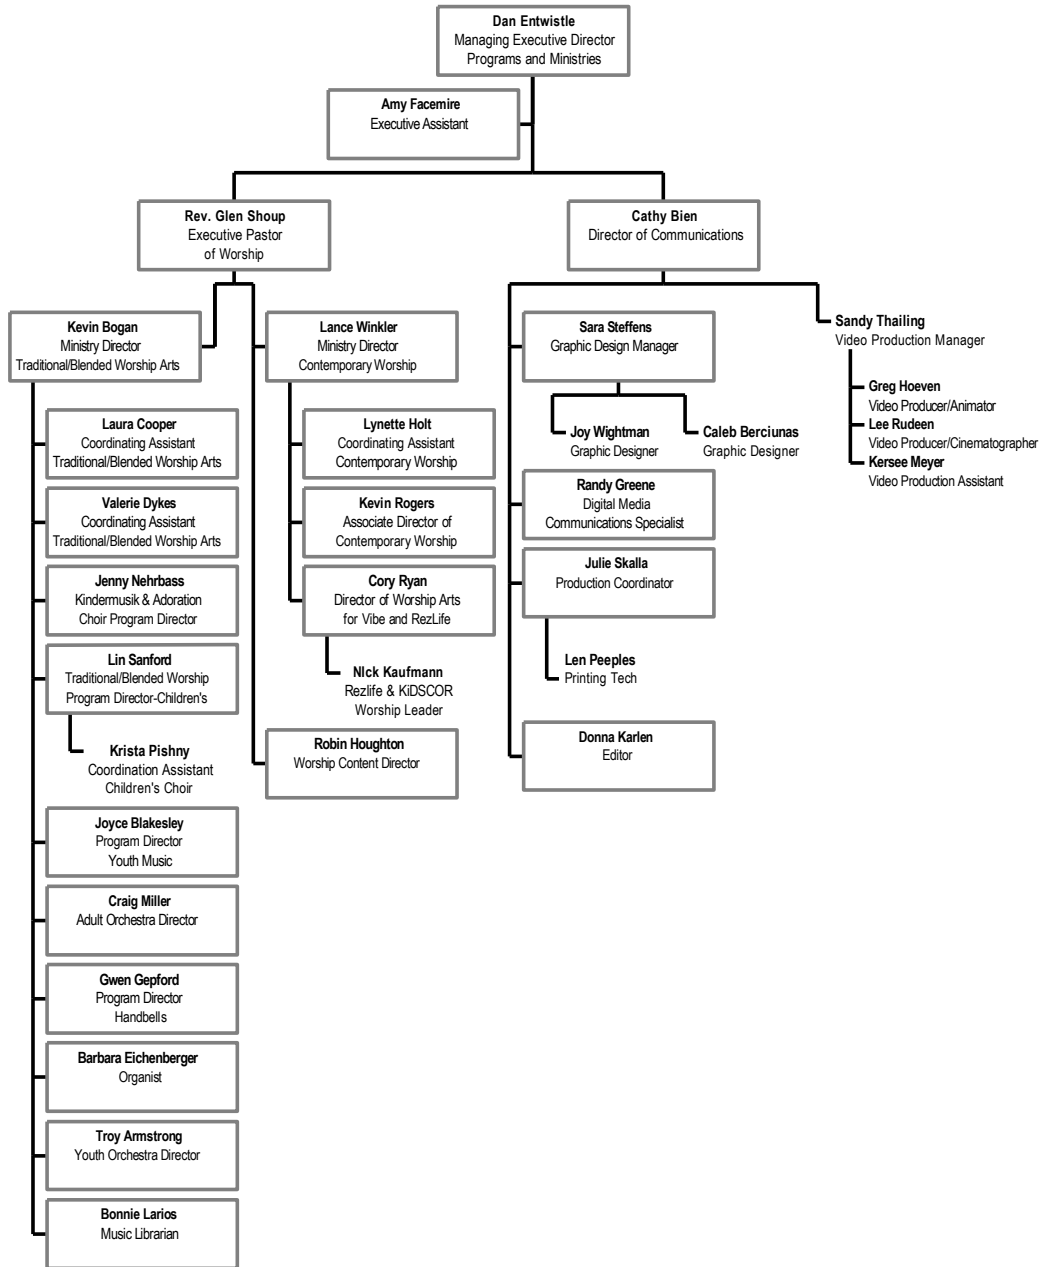 Dan Entwistle
Managing Executive Director
Programs and Ministries
Amy Facemire
Executive Assistant
Rev. Glen Shoup
Executive Pastor
of Worship
Cathy Bien
Director of Communications
Kevin Bogan
Ministry Director
Traditional/Blended Worship Arts
Laura Cooper
Coordinating Assistant
Traditional/Blended Worship Arts
Valerie Dykes
Coordinating Assistant
Traditional/Blended Worship Arts
Jenny Nehrbass
Kindermusik & Adoration
Choir Program Director
Lin Sanford
Traditional/Blended Worship
Program Director-Children's
Krista Pishny
Coordination Assistant
Children's Choir
Joyce Blakesley
Program Director
Youth Music
Craig Miller
Adult Orchestra Director
Gwen Gepford
Program Director
Handbells
Barbara Eichenberger
Organist
Troy Armstrong
Youth Orchestra Director
Bonnie Larios
Music Librarian
Lance Winkler
Ministry Director
Contemporary Worship
Lynette Holt
Coordinating Assistant
Contemporary Worship
Kevin Rogers
Associate Director of
Contemporary Worship
Cory Ryan
Director of Worship Arts
for Vibe and RezLife
NIck Kaufmann
Rezlife & KiDSCOR
Worship Leader
Robin Houghton
Worship Content Director
Sara Steffens
Graphic Design Manager
Joy Wightman
Graphic Designer
Caleb Berciunas
Graphic Designer
Randy Greene
Digital Media
Communications Specialist
Julie Skalla
Production Coordinator
Len Peeples
Printing Tech
Donna Karlen
Editor
Sandy Thailing
Video Production Manager
Greg Hoeven
Video Producer/Animator
Lee Rudeen
Video Producer/Cinematographer
Kersee Meyer
Video Production Assistant